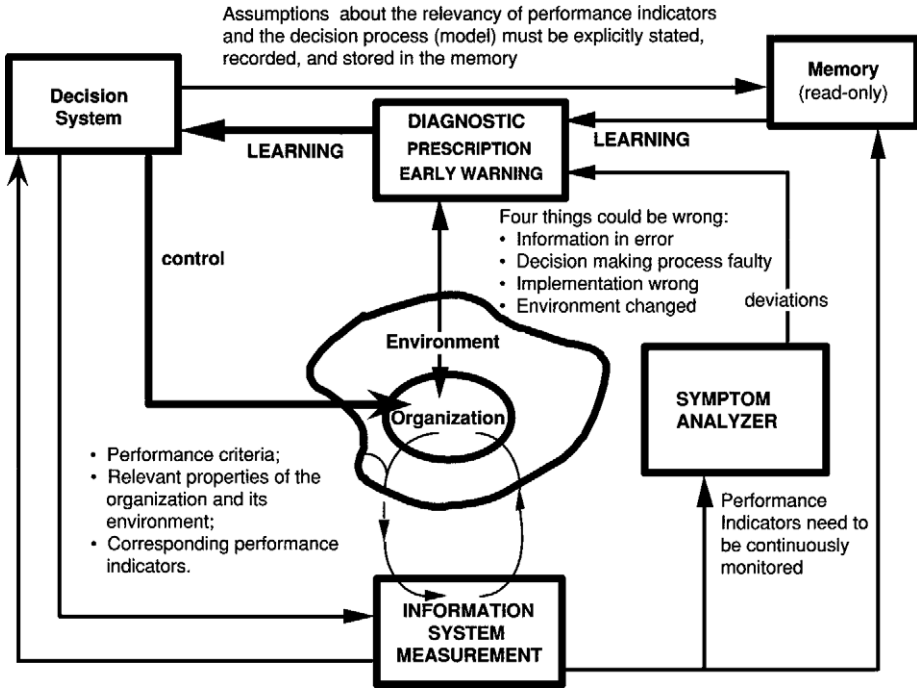 Assumptions about the relevancy of performance indicators
and the decision process (model) must be explicitly stated,
recorded, and stored in the memory
Decision
System
Memory
(read-only)
DIAGNOSTIC
PRESCRIPTION
EARLY WARNING
LEARNING
LEARNING
Four things could be wrong:
• Information in error
• Decision making process faulty
• Implementation wrong
• Environment changed
control
deviations
Environment
Organization
SYMPTOM
ANALYZER
• Performance criteria;
• Relevant properties of the
organization and its
environment;
• Corresponding performance
indicators.
Performance
Indicators need to
be continuously
monitored
INFORMATION
SYSTEM
MEASUREMENT